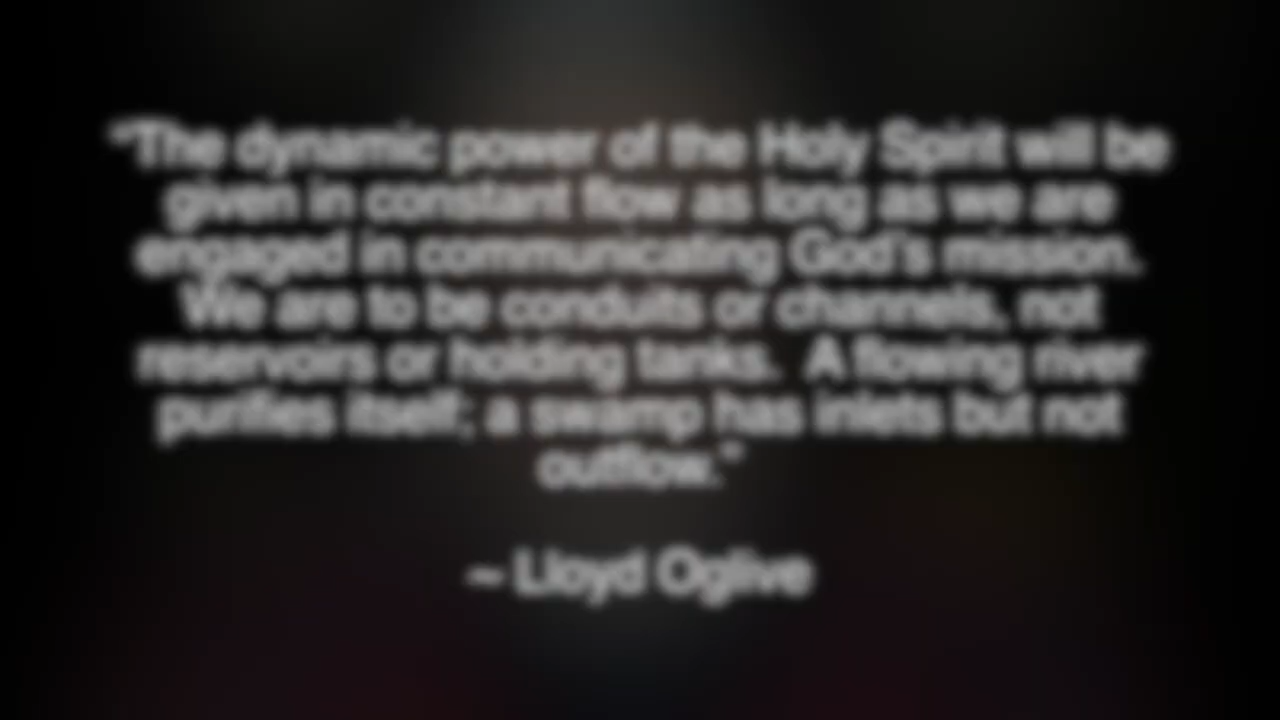 "The dynamic power of the Holy Spirit will be
given in constant flow as long as we are
engaged in communicating God's mission.
We are to be conduits or channels, not
reservoirs or holding tanks.  A flowing river
purifies itself; a swamp has inlets but not
outflow."
~ Lloyd Oglive